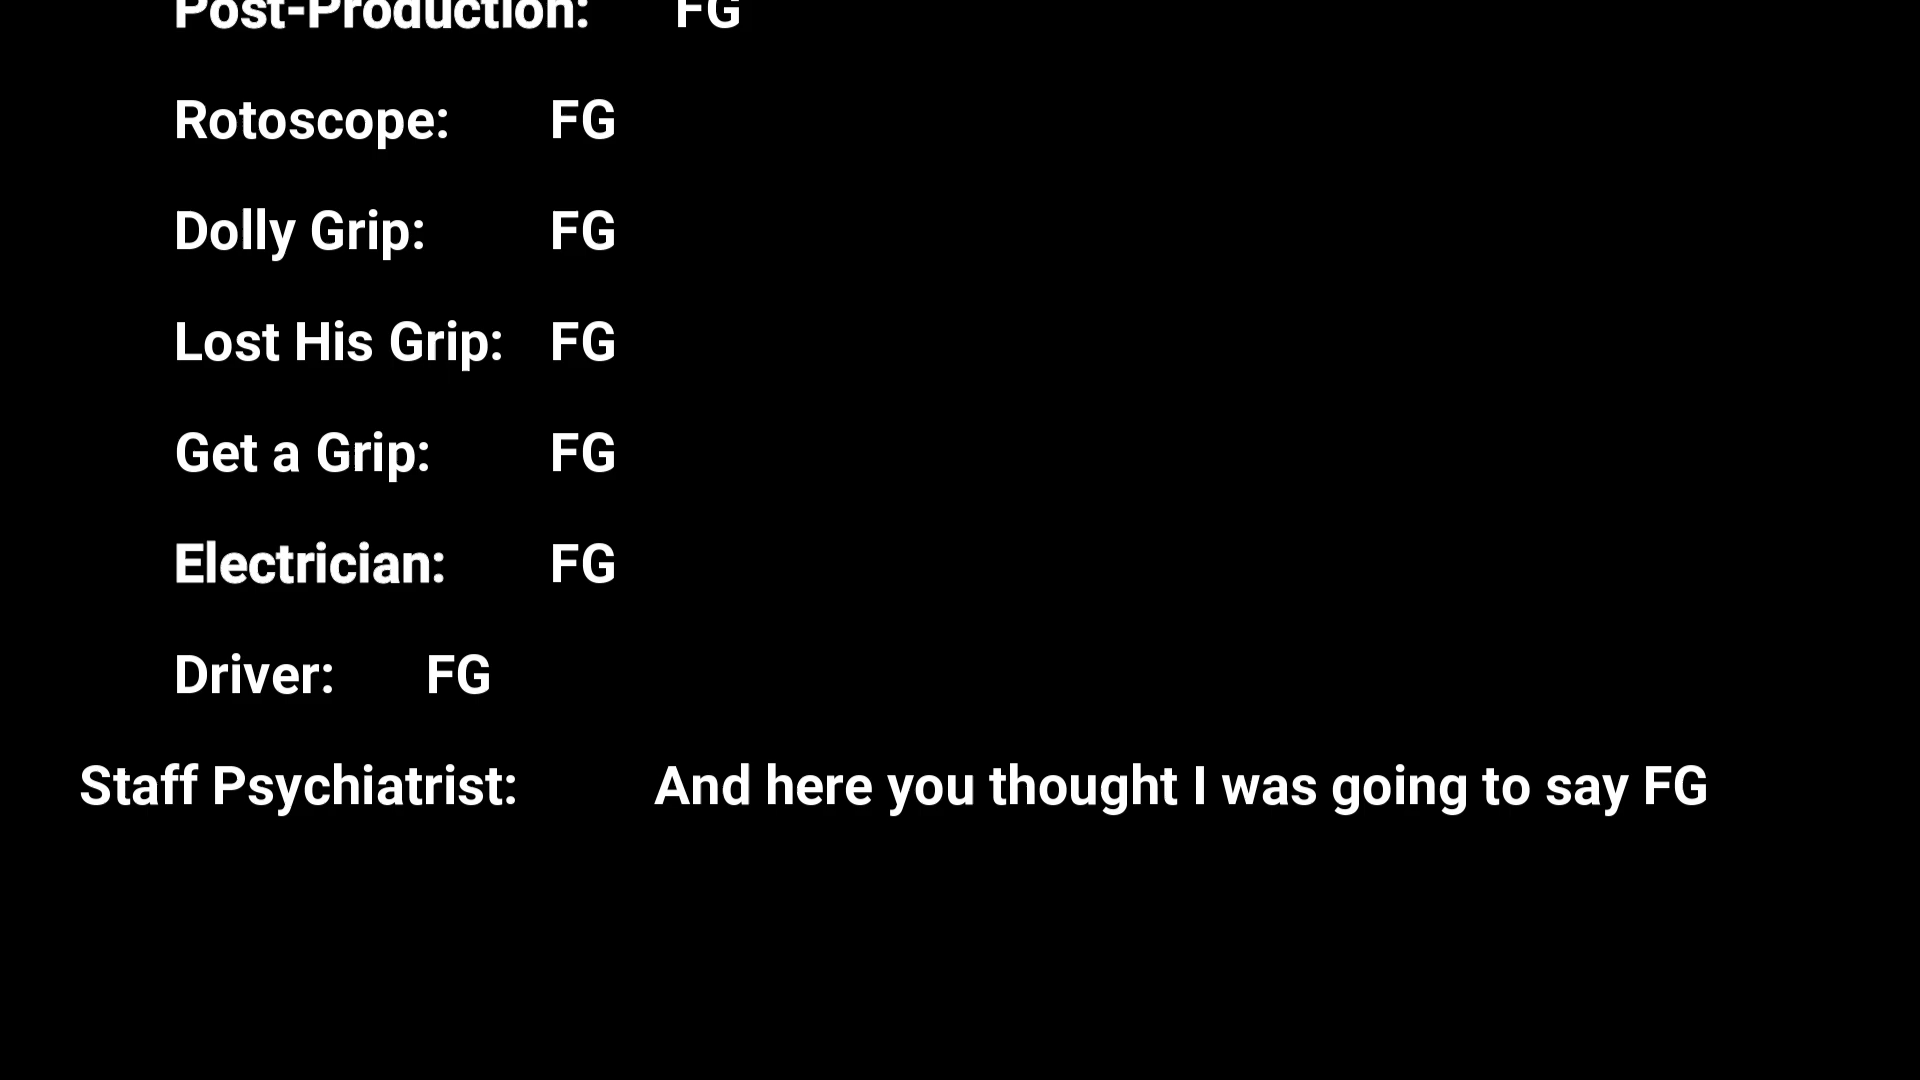 Post-Production: FG
Rotoscope: FG
Dolly Grip: FG
Lost His Grip: FG
Get a Grip: FG
Electrician: FG
Driver: FG
Staff Psychiatrist: And here you thought I was going to say FG